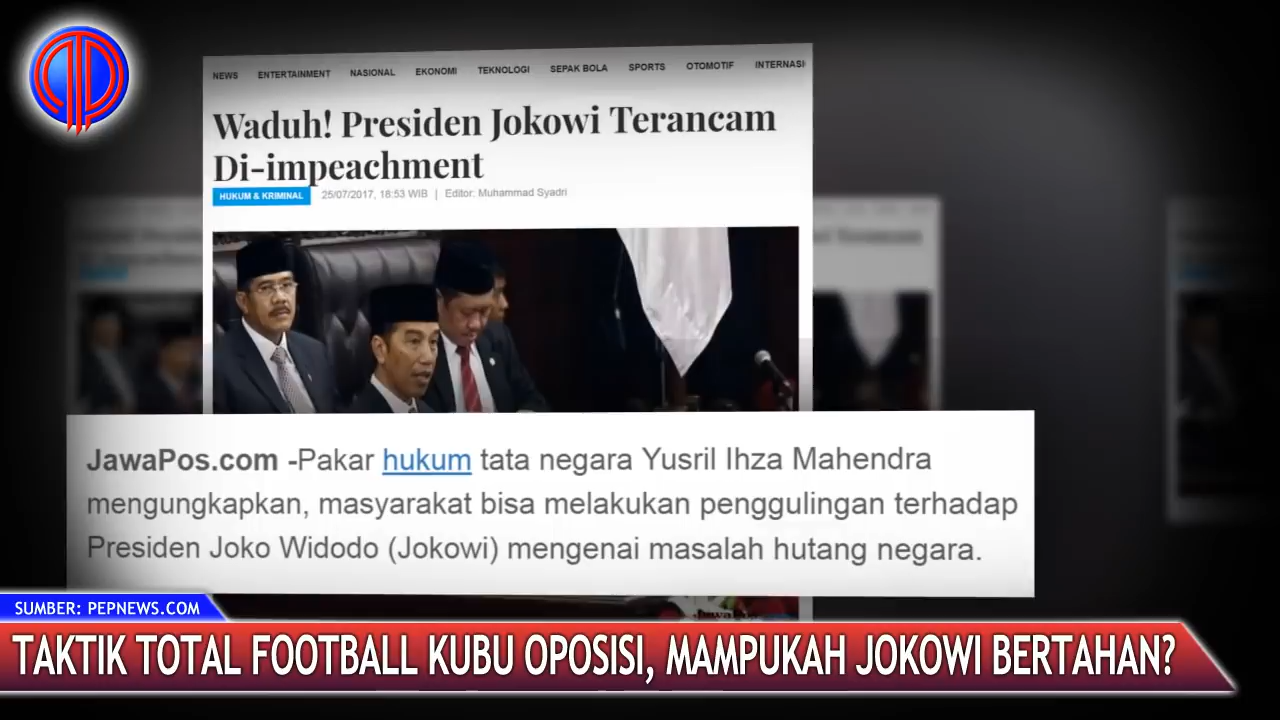 NEWS ENTERTAINMENT NASIONAL EKONOMI TEKNOLOGI SEPAK BOLA SPORTS OTOMOTIF INTERNASI
Waduh! Presiden Jokowi Terancam
Di-impeachment
HUKUM & KRIMINAL 25/07/2017, 18:53 WIB | Editor: Muhammad Syadri
JawaPos.com -Pakar hukum tata negara Yusril Ihza Mahendra
mengungkapkan, masyarakat bisa melakukan penggulingan terhadap
Presiden Joko Widodo (Jokowi) mengenai masalah hutang negara.
SUMBER: PEPNEWS.COM
TAKTIK TOTAL FOOTBALL KUBU OPOSISI, MAMPUKAH JOKOWI BERTAHAN?